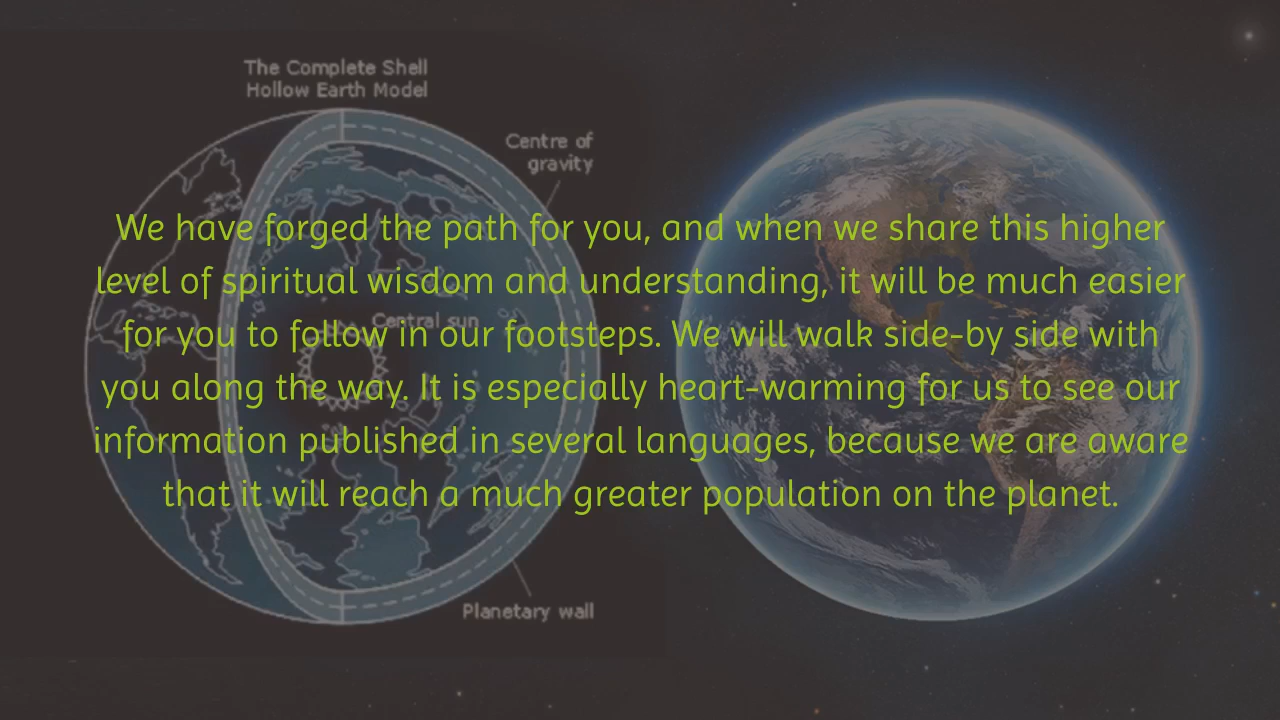 The Complete Shell
Hollow Earth Model
Centre of
gravity
We have forged the path for you, and when we share this higher
level of spiritual wisdom and understanding, it will be much easier
Central sun
for you to follow in our footsteps. We will walk side-by side with
you along the way. It is especially heart-warming for us to see our
information published in several languages, because we are aware
that it will reach a much greater population on the planet.
Planetary wall